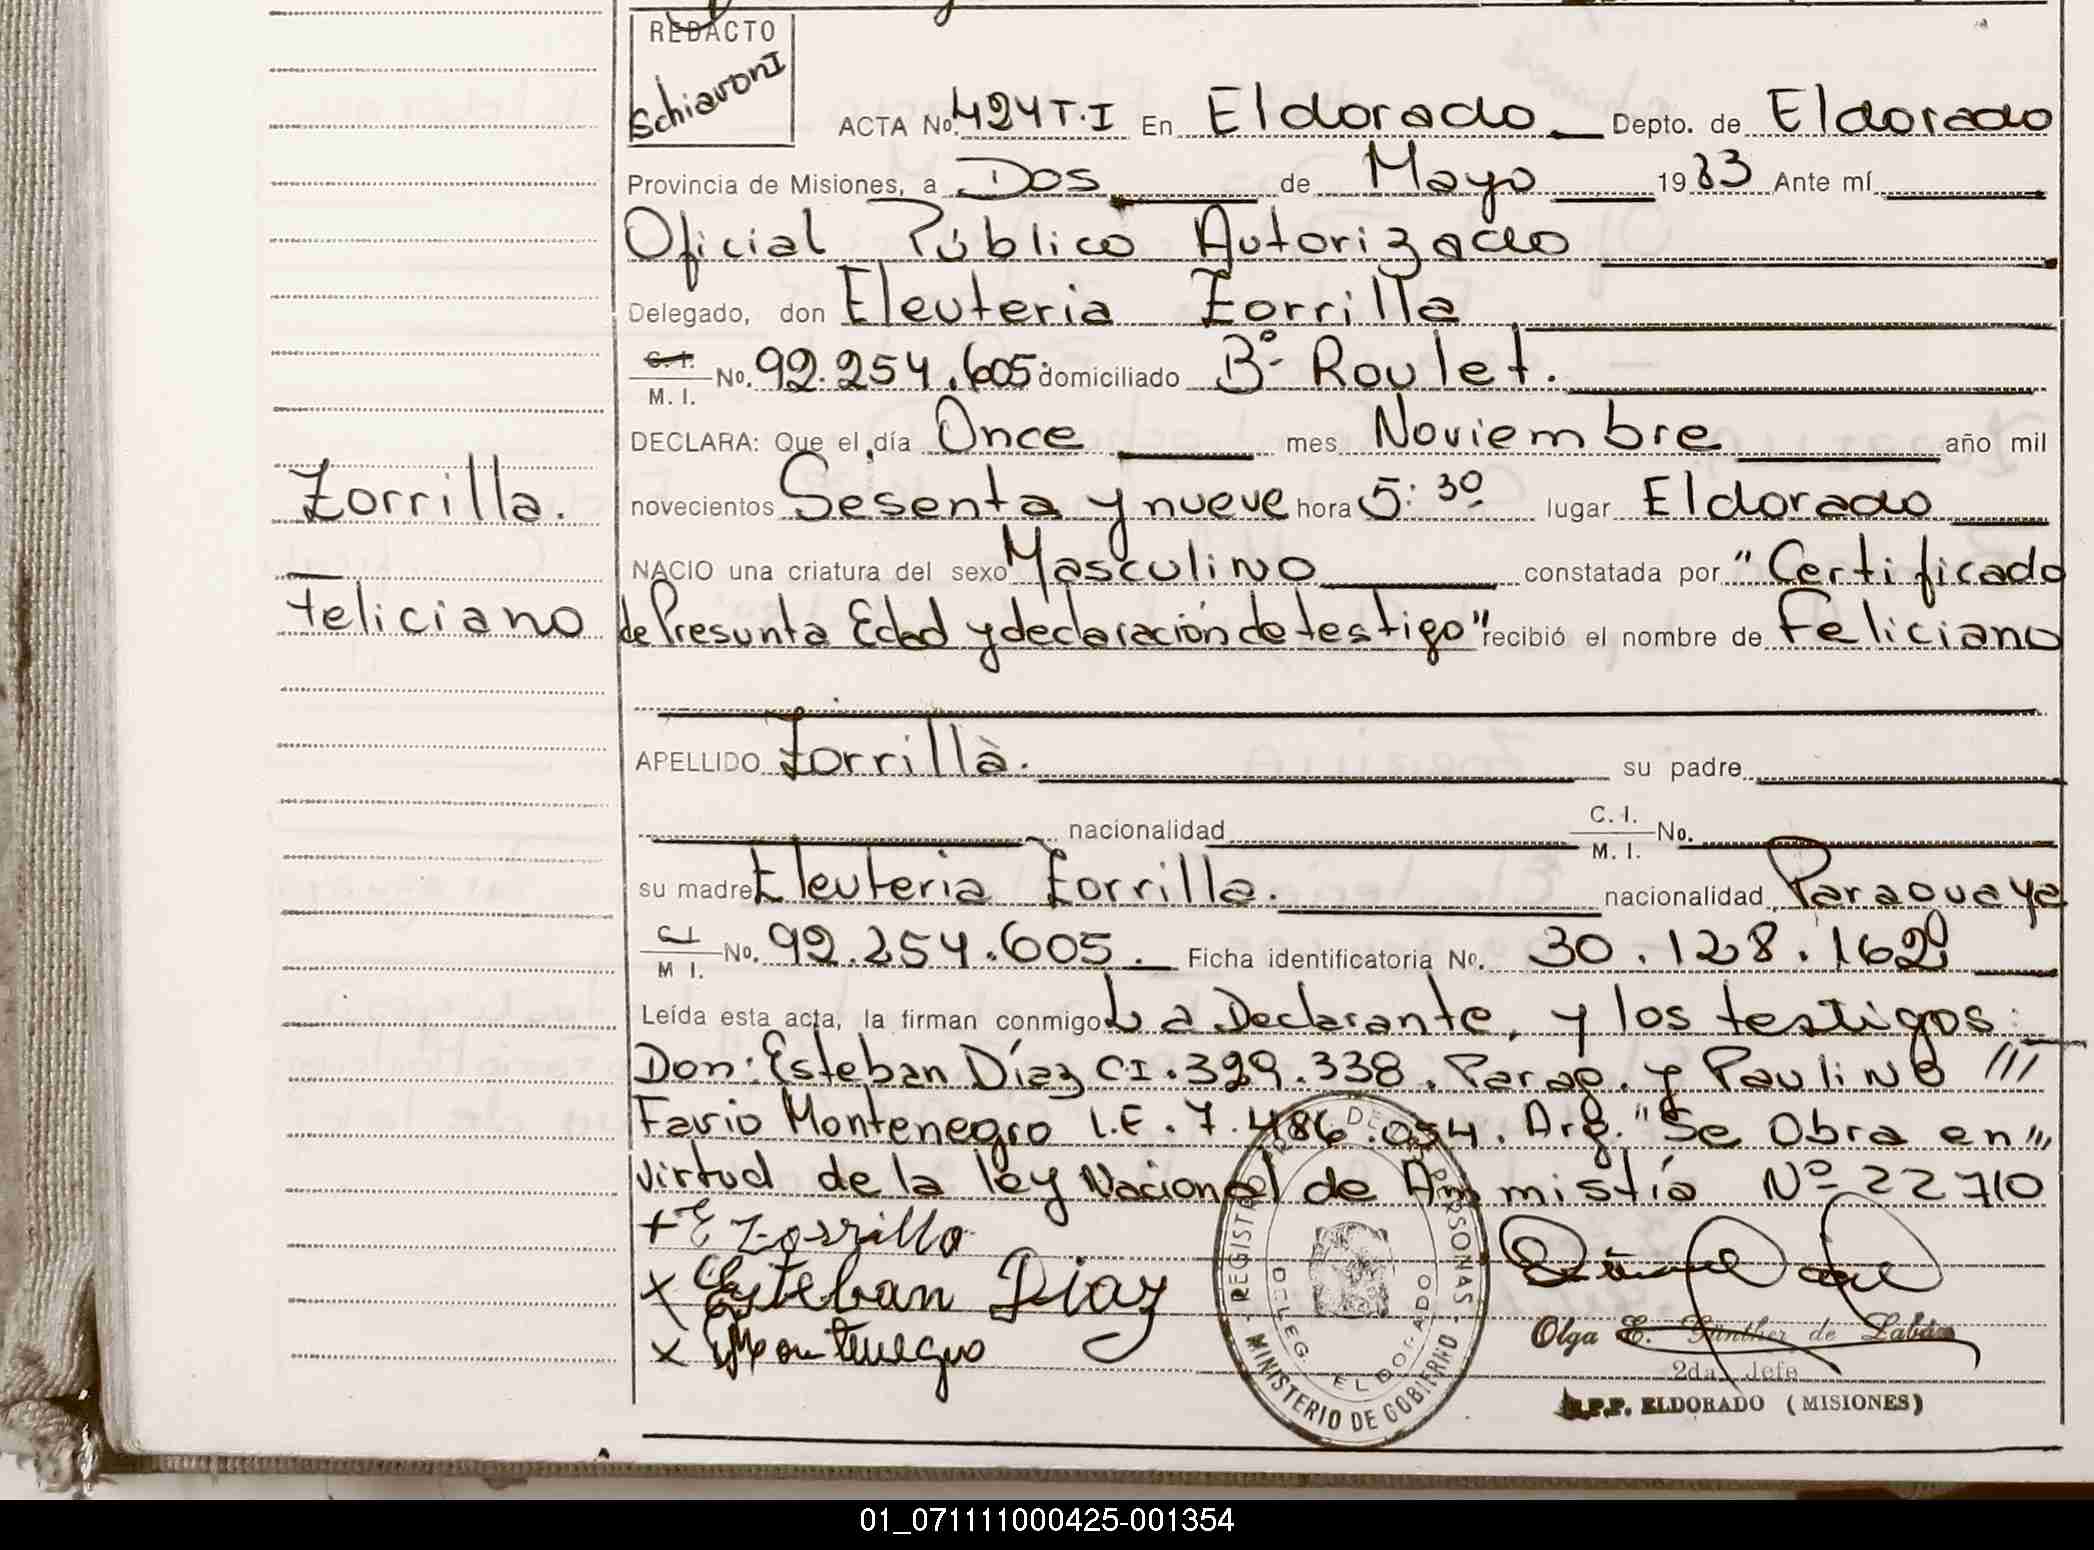 REDACTO
SchiavonI
ACTA No. 424 T.I En Eldorado Depto. de Eldorado
Provincia de Misiones, a Dos de Mayo 1983 Ante mí
Oficial Público Autorizado
Delegado, don Eleuteria Zorrilla
C. I. M. I. No. 92.254.605 domiciliado Bº Roulet.
DECLARA: Que el día Once mes Noviembre año mil
Zorrilla. novecientos Sesenta y nueve hora 5:30 lugar Eldorado
NACIO una criatura del sexo Masculino constatada por "Certificado
Feliciano de Presunta Edad y declaración de testigo" recibió el nombre de Feliciano
APELLIDO Zorrilla. su padre
nacionalidad C. I. M. I. No.
su madre Eleuteria Zorrilla. nacionalidad Paraguaya
C. I. M I. No. 92.254.605. Ficha identificatoria No. 30.128.162
Leída esta acta, la firman conmigo La Declarante, y los testigos:
Don: Esteban Díaz CI. 329.338. Parag. y Paulino ///
Favio Montenegro L.E. 7.486.054. Arg. "Se Obra en ///
virtud de la ley Nacional de Ammistía Nº 22710
+ E Zorrilla
x Esteban Diaz
x Montenegro
REGISTRO DE LAS PERSONAS
MINISTERIO DE GOBIERNO
DELEG. ELDORADO
Olga E. Günther de Labán
2da. Jefe
R.P.P. ELDORADO (MISIONES)
01_071111000425-001354